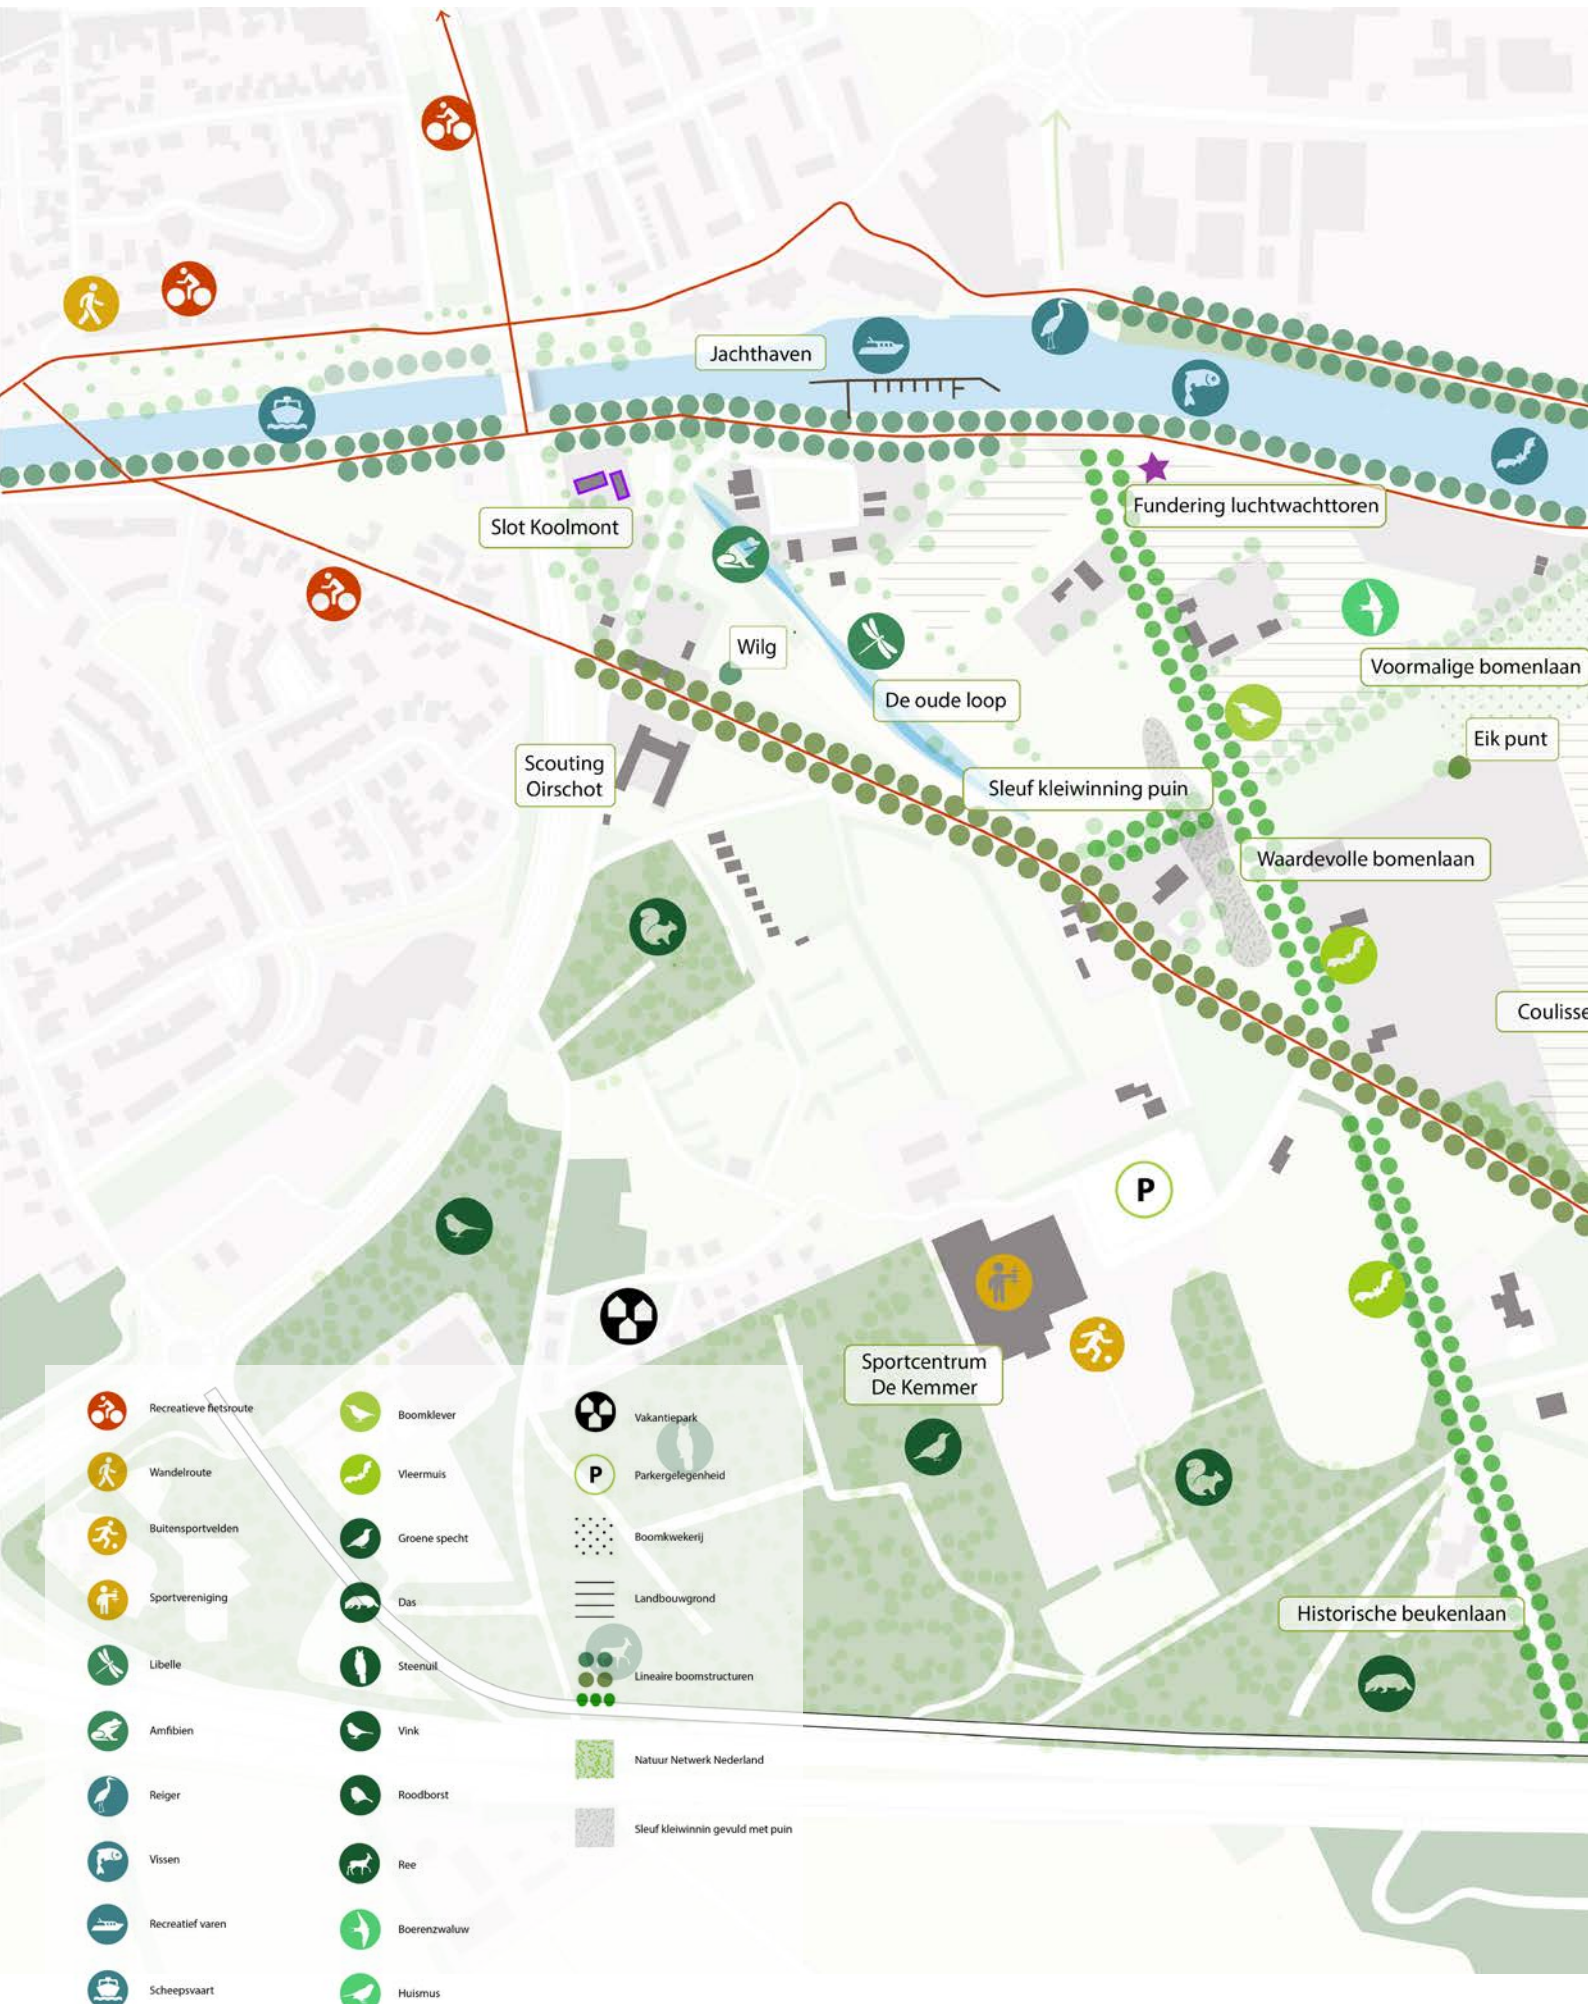 Jachthaven
Fundering luchtwachttoren
Slot Koolmont
Wilg
Voormalige bomenlaan
De oude loop
Eik punt
Scouting
Oirschot
Sleuf kleiwinning puin
Waardevolle bomenlaan
Coulisse
P
Sportcentrum
De Kemmer
Historische beukenlaan
Recreatieve fietsroute
Wandelroute
Buitensportvelden
Sportvereniging
Libelle
Amfibien
Reiger
Vissen
Recreatief varen
Scheepsvaart
Boomklever
Vleermuis
Groene specht
Das
Steenuil
Vink
Roodborst
Ree
Boerenzwaluw
Huismus
Vakantiepark
P
Parkergelegenheid
Boomkwekerij
Landbouwgrond
Lineaire boomstructuren
Natuur Netwerk Nederland
Sleuf kleiwinnin gevuld met puin